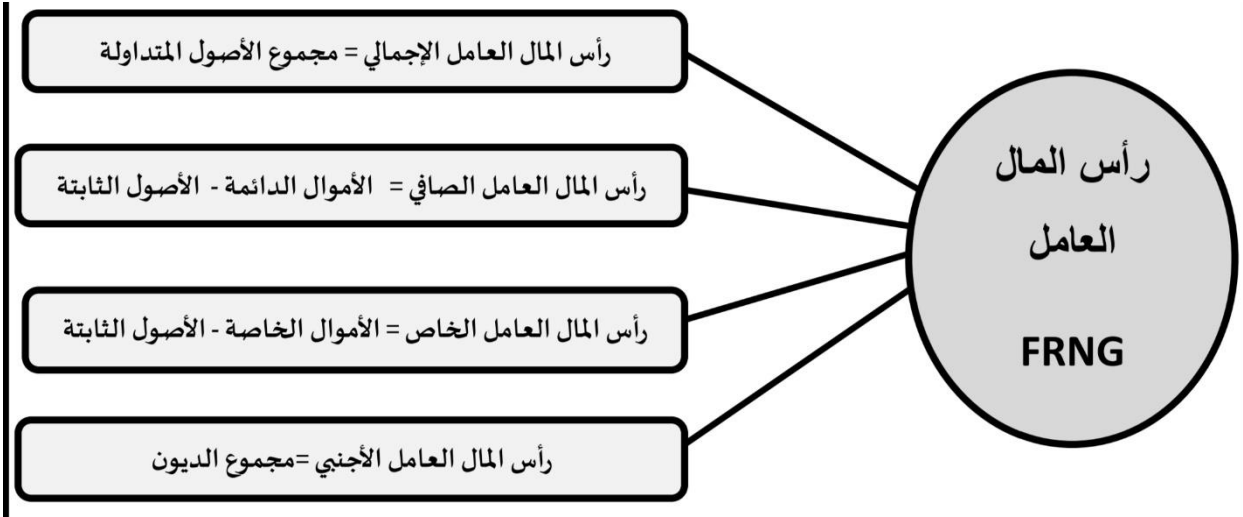 رأس المال
العامل
FRNG
رأس المال العامل الإجمالي = مجموع الأصول المتداولة
رأس المال العامل الصافي = الأموال الدائمة - الأصول الثابتة
رأس المال العامل الخاص = الأموال الخاصة - الأصول الثابتة
رأس المال العامل الأجنبي =مجموع الديون